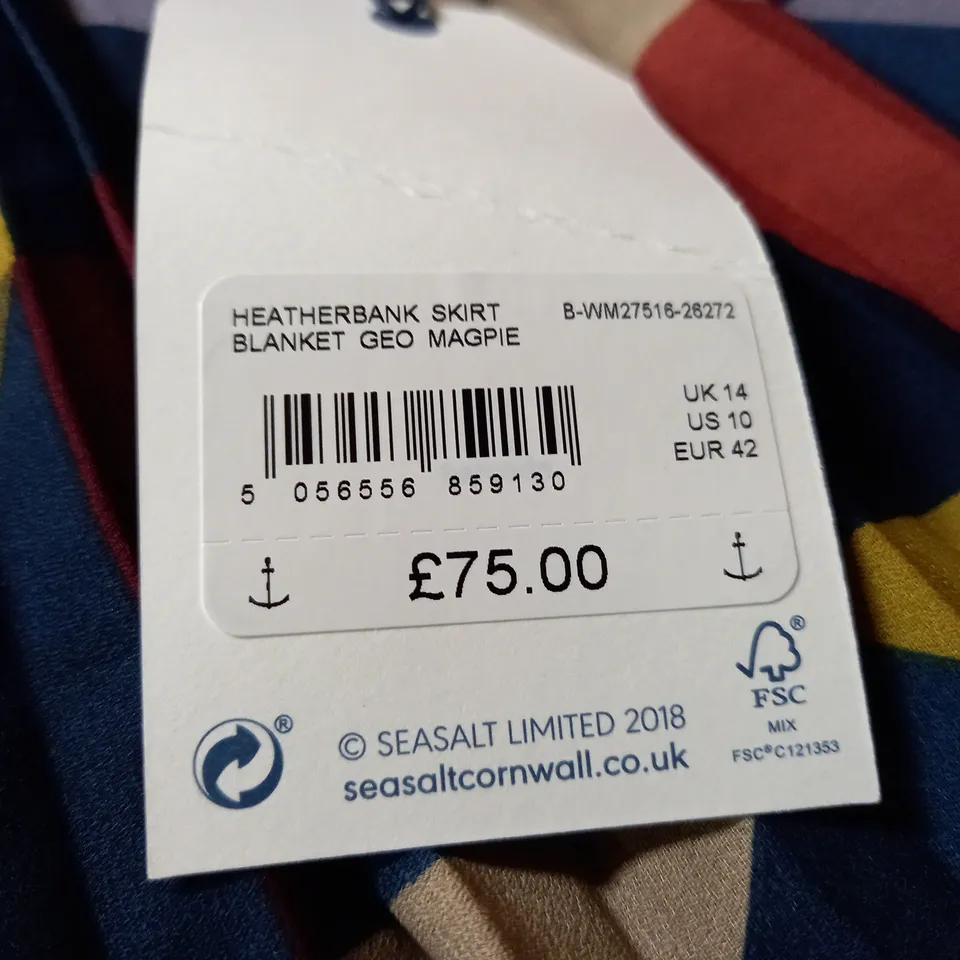 HEATHERBANK SKIRT B-WM27516-26272
BLANKET GEO MAGPIE
UK 14
US 10
EUR 42
5 056556 859130
£75.00
®
FSC
MIX
FSC® C121353
®
© SEASALT LIMITED 2018
seasaltcornwall.co.uk